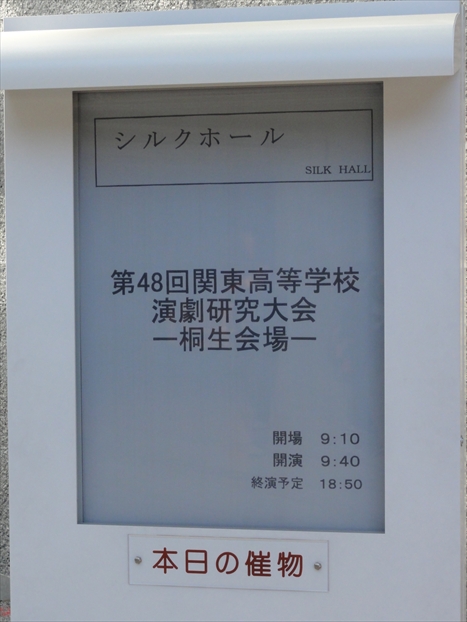 シルクホール
SILK HALL
第48回関東高等学校
演劇研究大会
―桐生会場―
開場 9:10
開演 9:40
終演予定 18:50
本日の催物